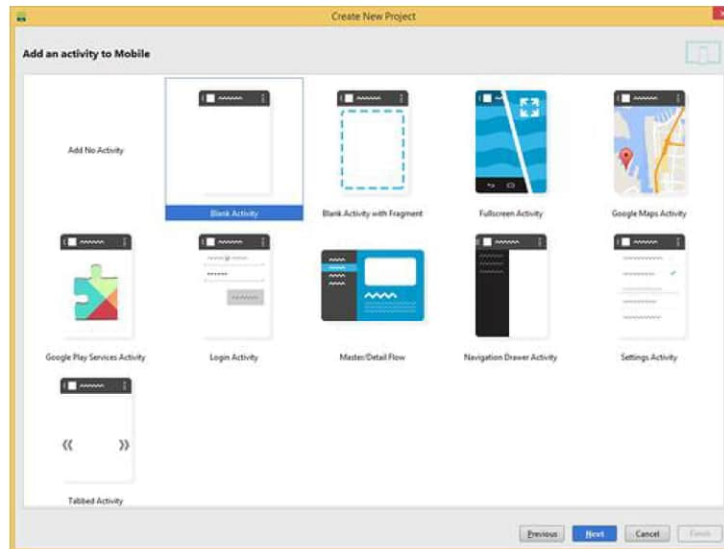 Create New Project
Add an activity to Mobile
Add No Activity
Blank Activity
Blank Activity with Fragment
Fullscreen Activity
Google Maps Activity
Google Play Services Activity
Login Activity
Master/Detail Flow
Navigation Drawer Activity
Settings Activity
Tabbed Activity
Previous
Next
Cancel
Finish